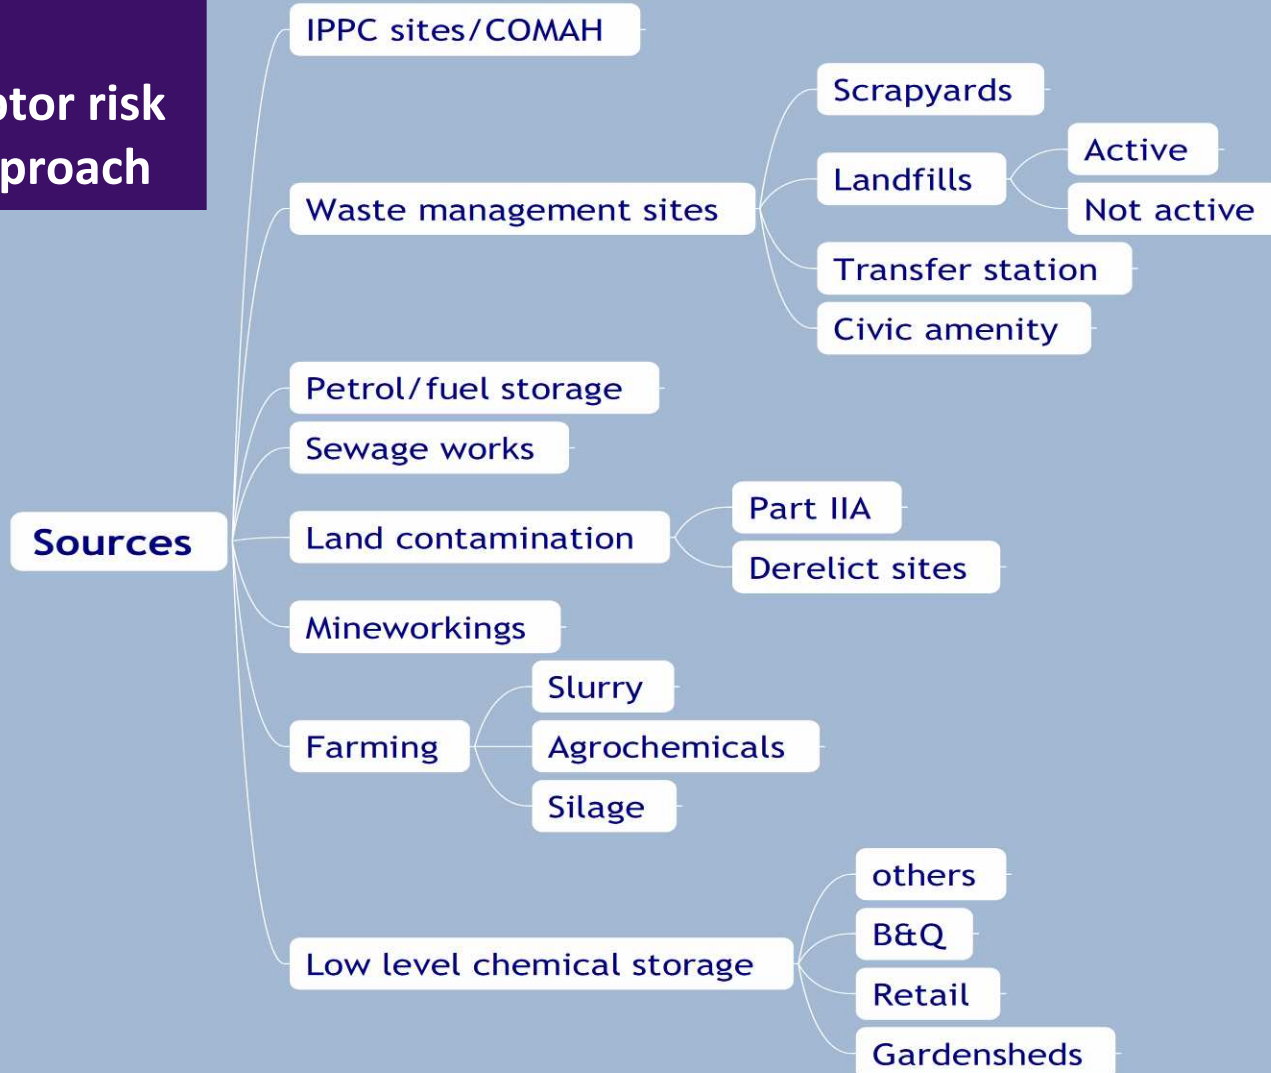 ptor risk
proach
IPPC sites/COMAH
Scrapyards
Active
Landfills
Not active
Waste management sites
Transfer station
Civic amenity
Petrol/fuel storage
Sewage works
Part IIA
Sources
Land contamination
Derelict sites
Mineworkings
Slurry
Farming
Agrochemicals
Silage
others
B&Q
Low level chemical storage
Retail
Gardensheds